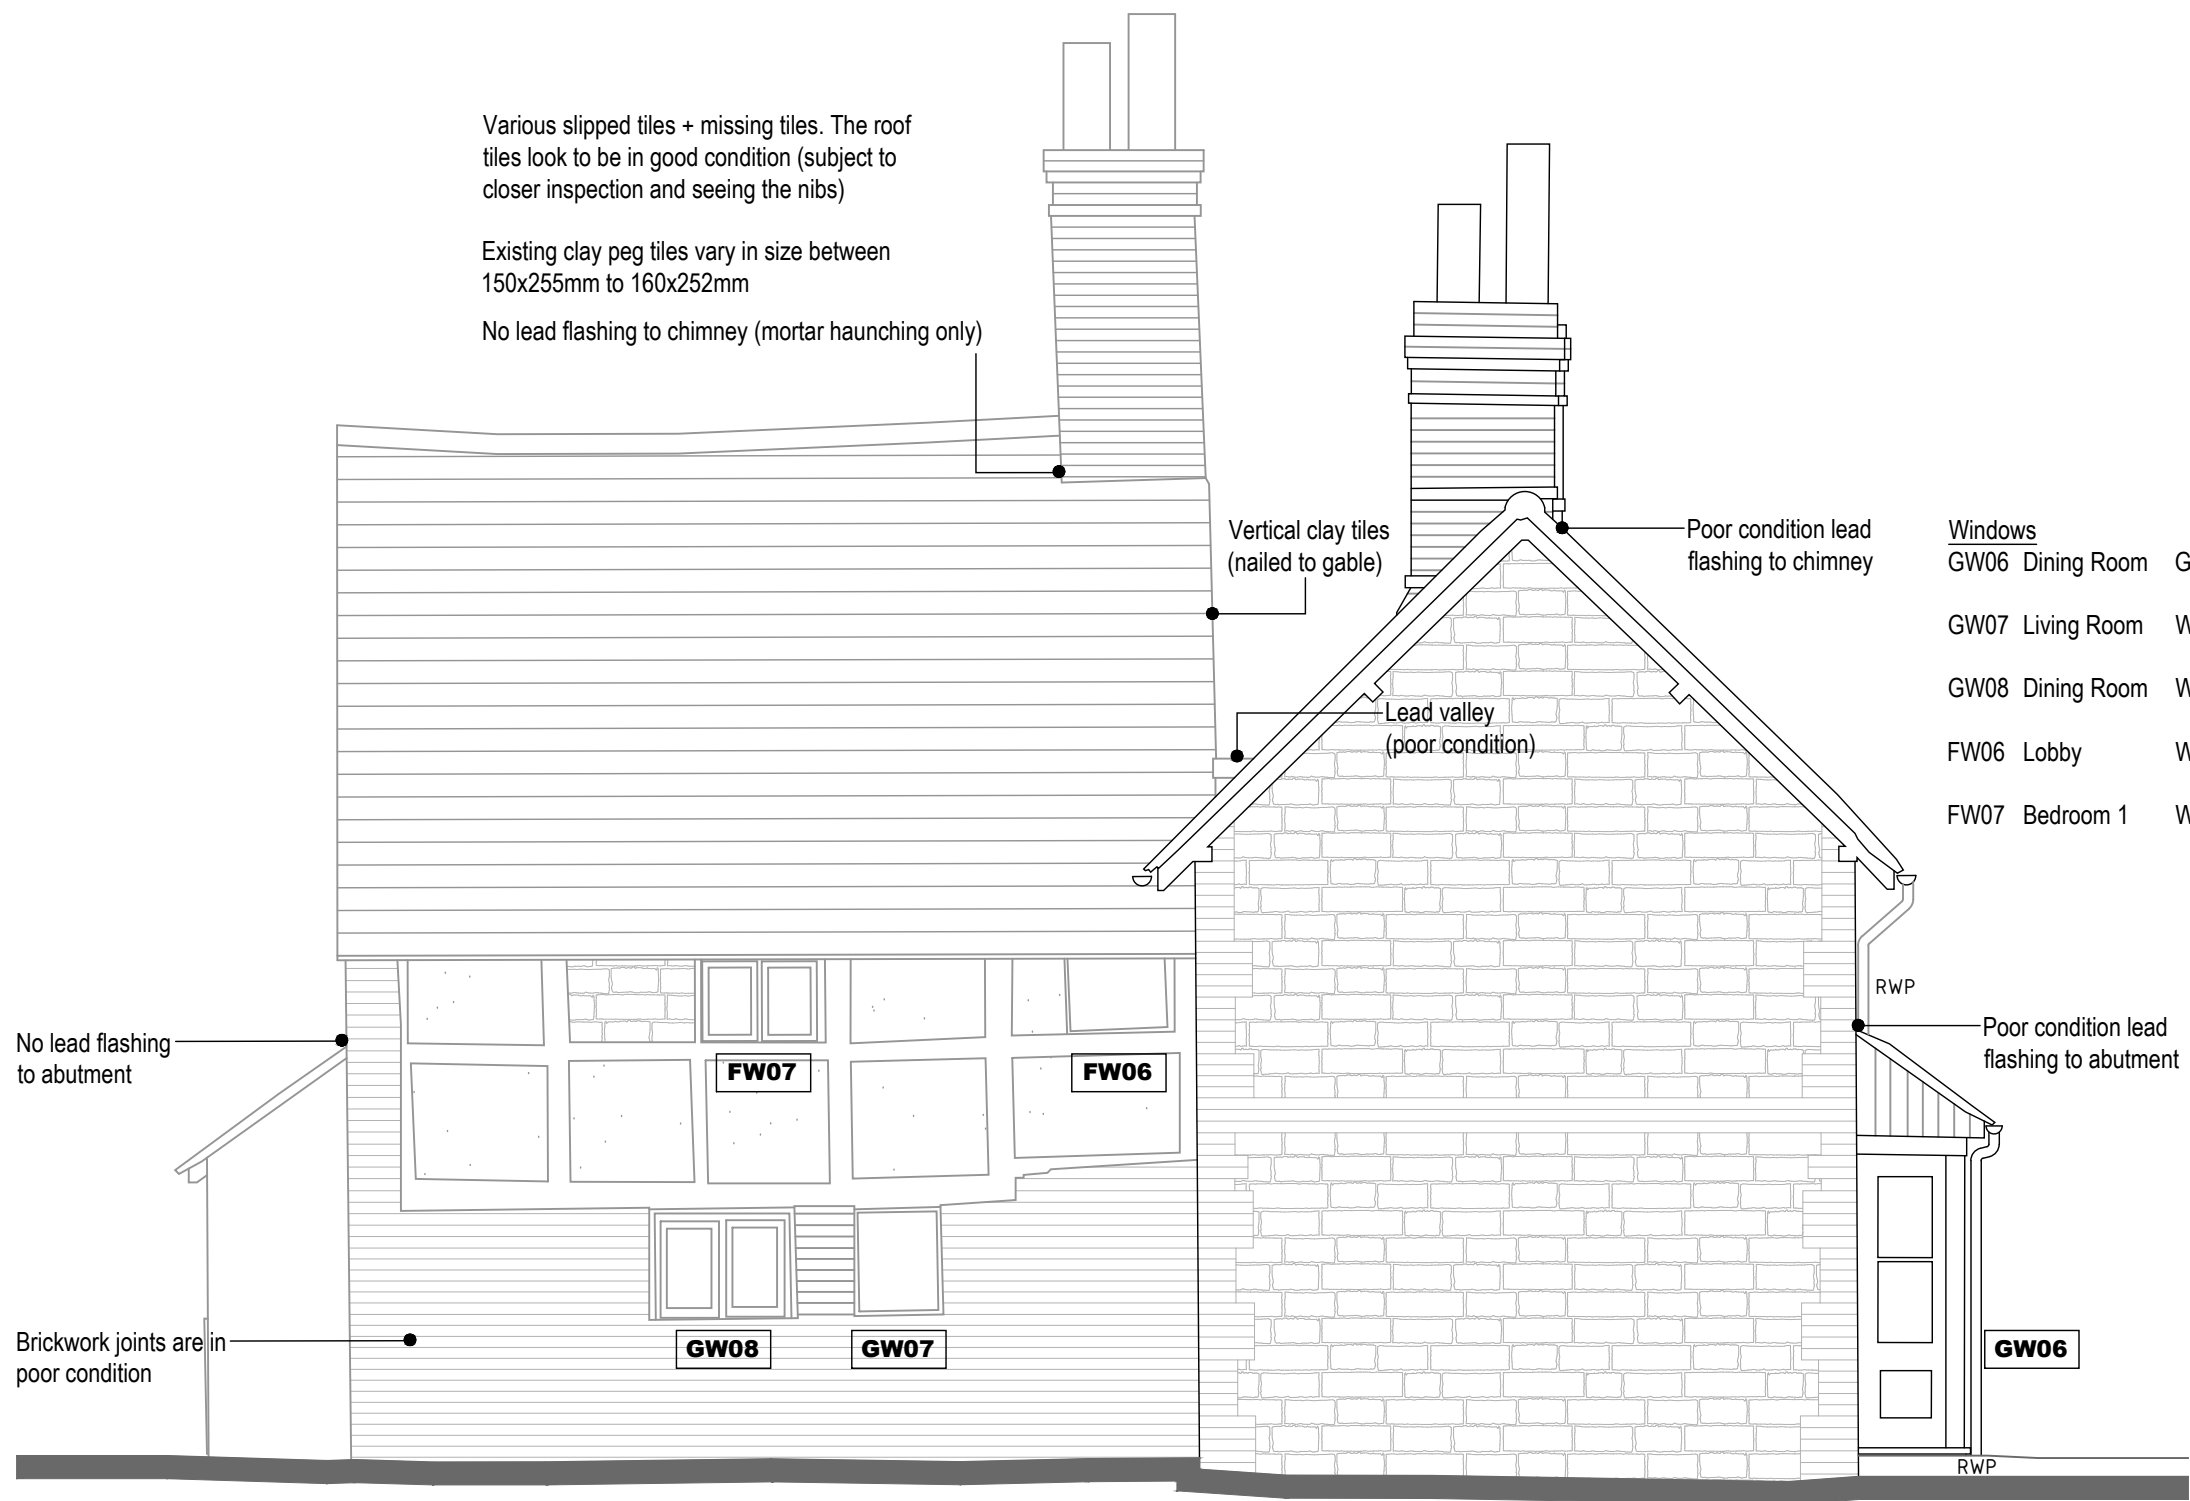 Various slipped tiles + missing tiles. The roof
tiles look to be in good condition (subject to
closer inspection and seeing the nibs)
Existing clay peg tiles vary in size between
150x255mm to 160x252mm
No lead flashing to chimney (mortar haunching only)
Vertical clay tiles
(nailed to gable)
Poor condition lead
flashing to chimney
Windows
GW06 Dining Room G
GW07 Living Room W
GW08 Dining Room W
FW06 Lobby W
FW07 Bedroom 1 W
Lead valley
(poor condition)
RWP
No lead flashing
to abutment
Poor condition lead
flashing to abutment
FW07
FW06
Brickwork joints are in
poor condition
GW08
GW07
GW06
RWP